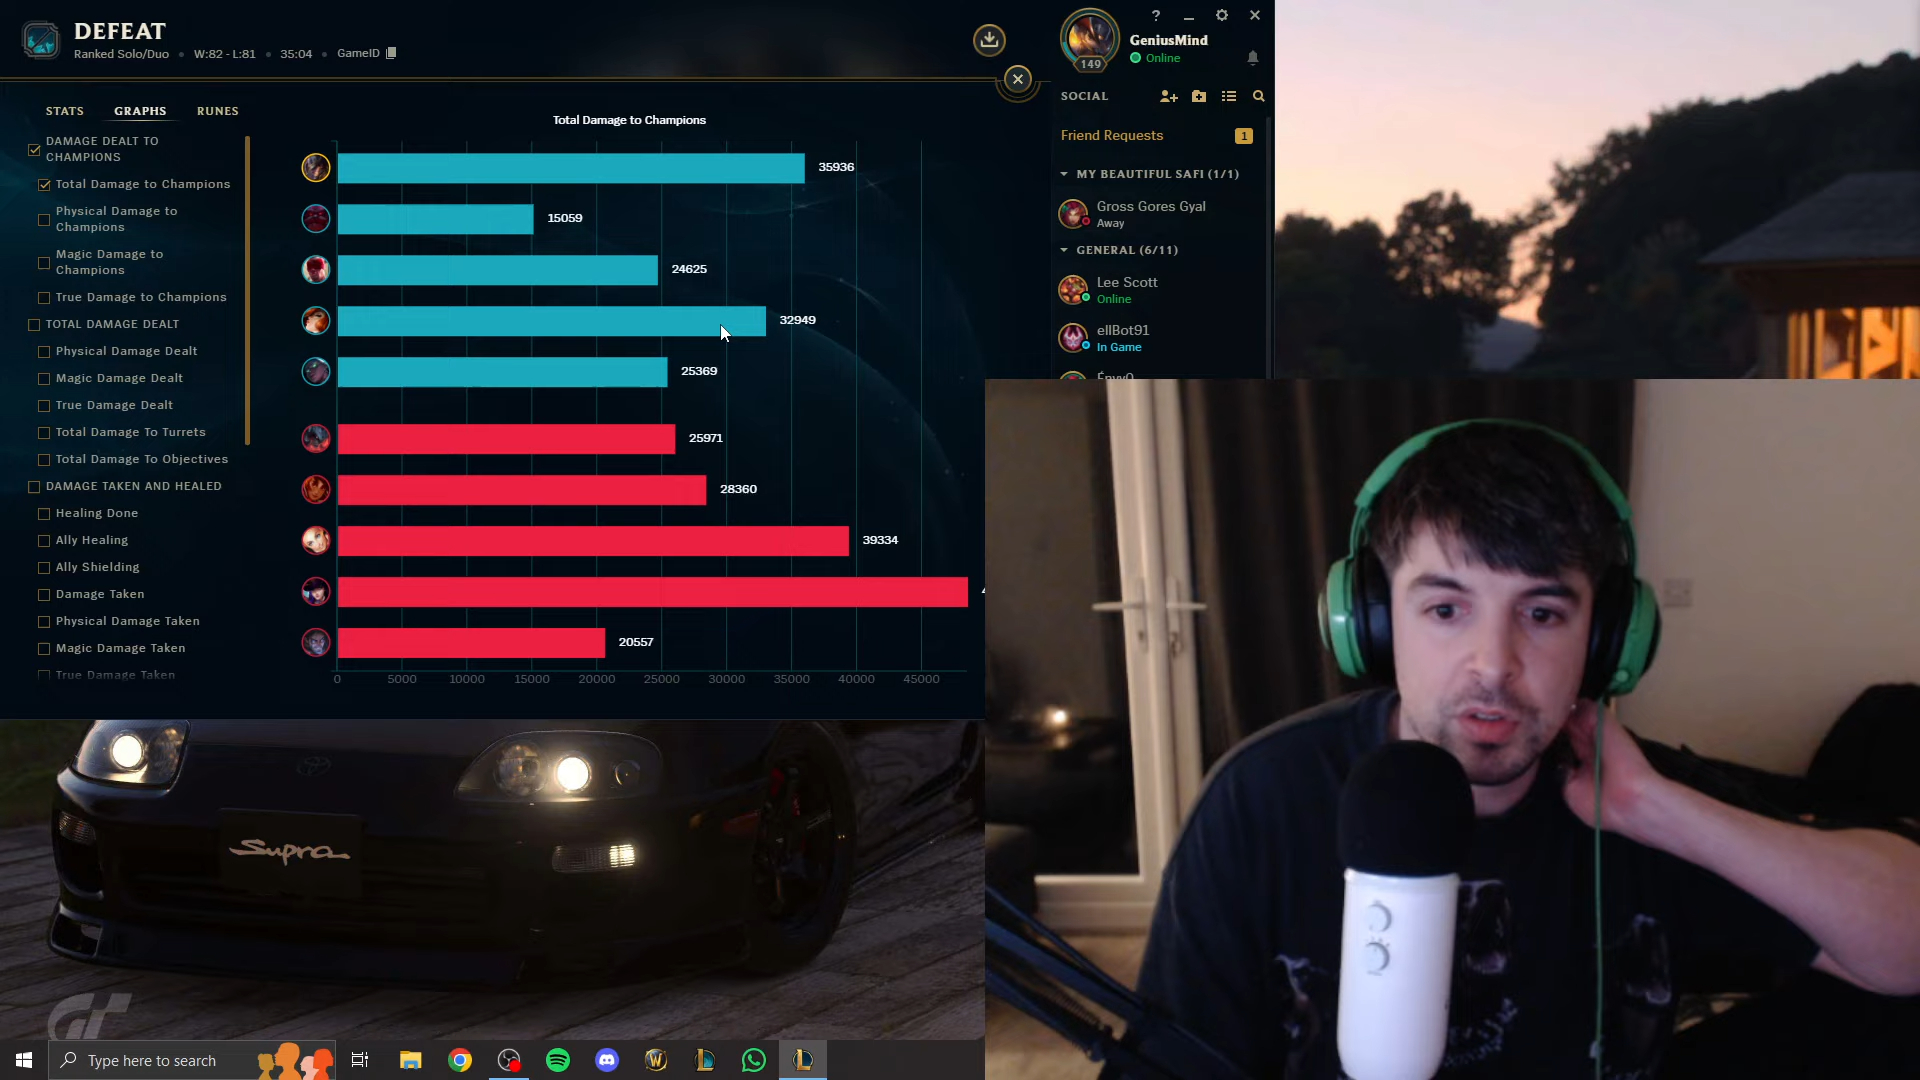 DEFEAT
Ranked Solo/Duo • W:82 - L:81 • 35:04 • GameID
STATS GRAPHS RUNES
DAMAGE DEALT TO
CHAMPIONS
Total Damage to Champions
Physical Damage to
Champions
Magic Damage to
Champions
True Damage to Champions
TOTAL DAMAGE DEALT
Physical Damage Dealt
Magic Damage Dealt
True Damage Dealt
Total Damage To Turrets
Total Damage To Objectives
DAMAGE TAKEN AND HEALED
Healing Done
Ally Healing
Ally Shielding
Damage Taken
Physical Damage Taken
Magic Damage Taken
True Damage Taken
Total Damage to Champions
35936
15059
24625
32949
25369
25971
28360
39334
20557
0 5000 10000 15000 20000 25000 30000 35000 40000 45000
?
149
GeniusMind
Online
SOCIAL
Friend Requests 1
MY BEAUTIFUL SAFI (1/1)
Gross Gores Gyal
Away
GENERAL (6/11)
Lee Scott
Online
ellBot91
In Game
Supra
GT
Type here to search